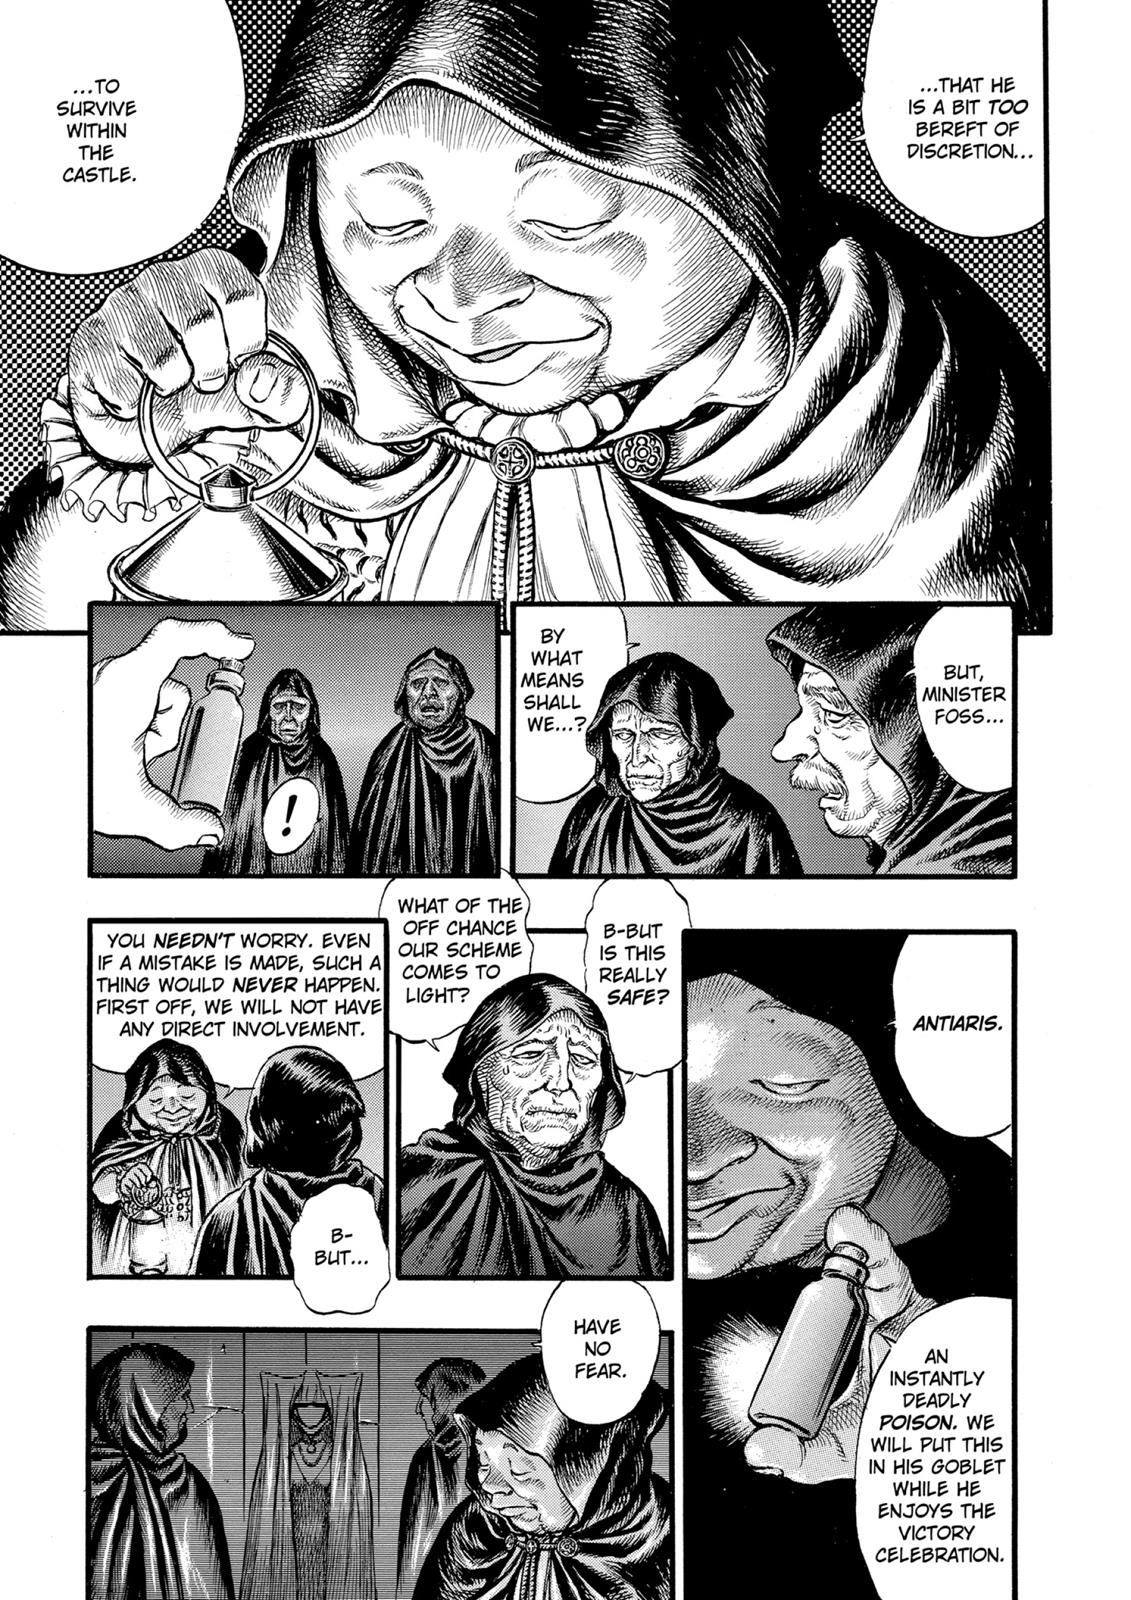 ...THAT HE
IS A BIT TOO
BEREFT OF
DISCRETION...
...TO
SURVIVE
WITHIN
THE
CASTLE.
BUT,
MINISTER
FOSS...
BY
WHAT
MEANS
SHALL
WE...?
!
ANTIARIS.
AN
INSTANTLY
DEADLY
POISON. WE
WILL PUT THIS
IN HIS GOBLET
WHILE HE
ENJOYS THE
VICTORY
CELEBRATION.
B-BUT
IS THIS
REALLY
SAFE?
WHAT OF THE
OFF CHANCE
OUR SCHEME
COMES TO
LIGHT?
YOU NEEDN'T WORRY. EVEN
IF A MISTAKE IS MADE, SUCH A
THING WOULD NEVER HAPPEN.
FIRST OFF, WE WILL NOT HAVE
ANY DIRECT INVOLVEMENT.
B-
BUT...
HAVE
NO
FEAR.